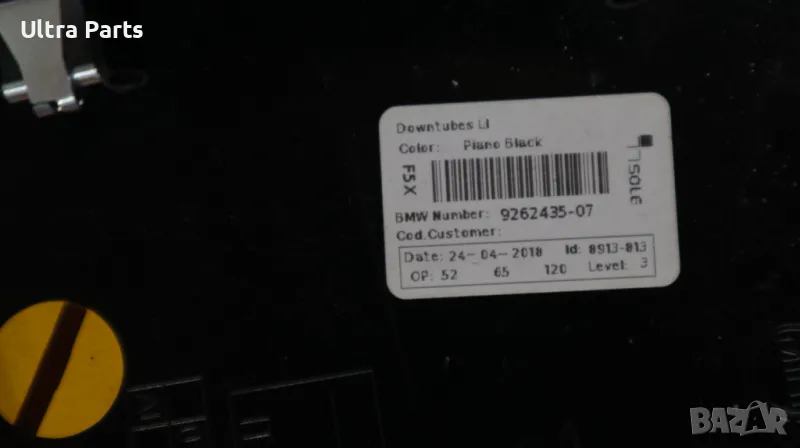 Ultra Parts
Downtubes LI
Color: Piano Black
F5X
SOLE
BMW Number: 9262435-07
Cod.Customer:
Date: 24-04-2018 Id: 8913-813
OP: 52 65 120 Level: 3
BAZAR